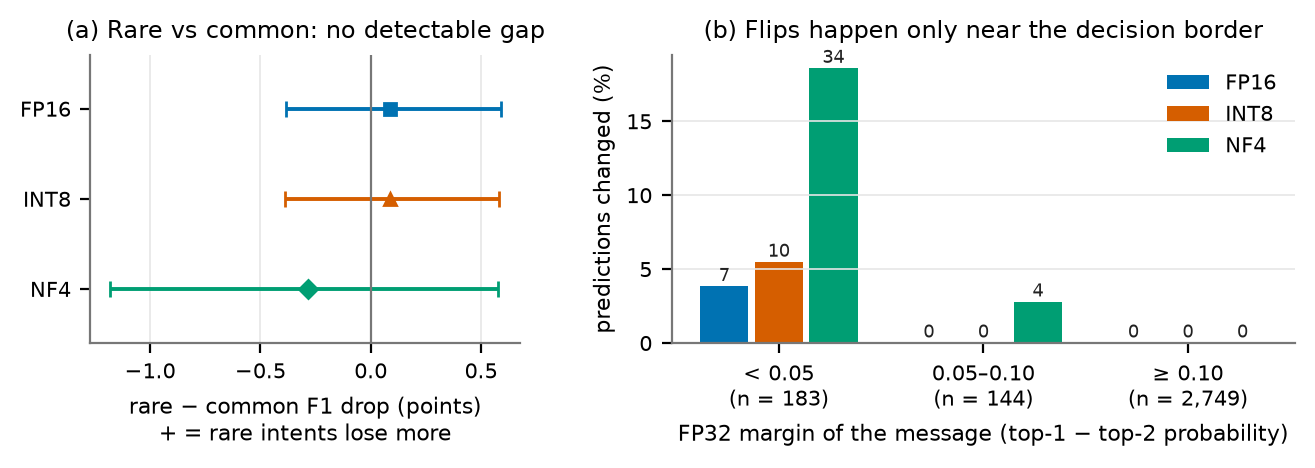 (a) Rare vs common: no detectable gap
FP16
INT8
NF4
−1.0
−0.5
0.0
0.5
rare − common F1 drop (points)
+ = rare intents lose more
(b) Flips happen only near the decision border
predictions changed (%)
0
5
10
15
7
10
34
0
0
4
0
0
0
FP16
INT8
NF4
< 0.05
(n = 183)
0.05–0.10
(n = 144)
≥ 0.10
(n = 2,749)
FP32 margin of the message (top-1 − top-2 probability)